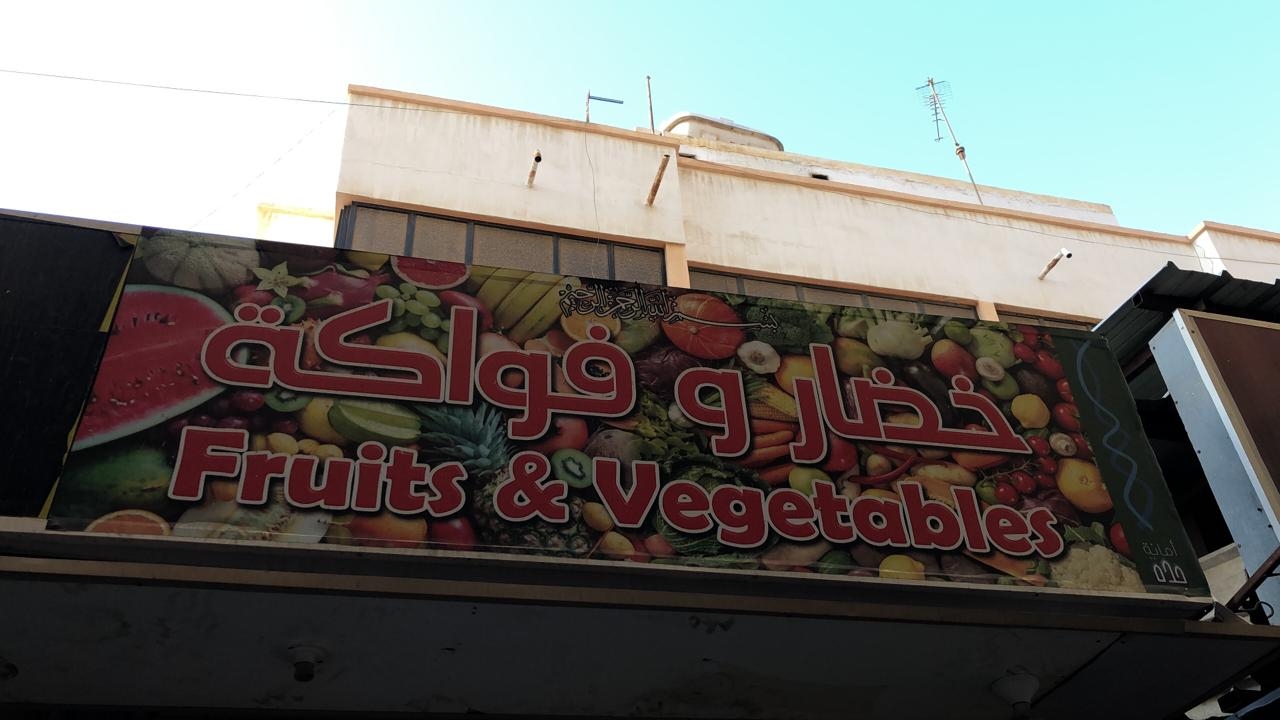 بسم الله الرحمن الرحيم
خضار و فواكة
Fruits & Vegetables
أمانة
جدة